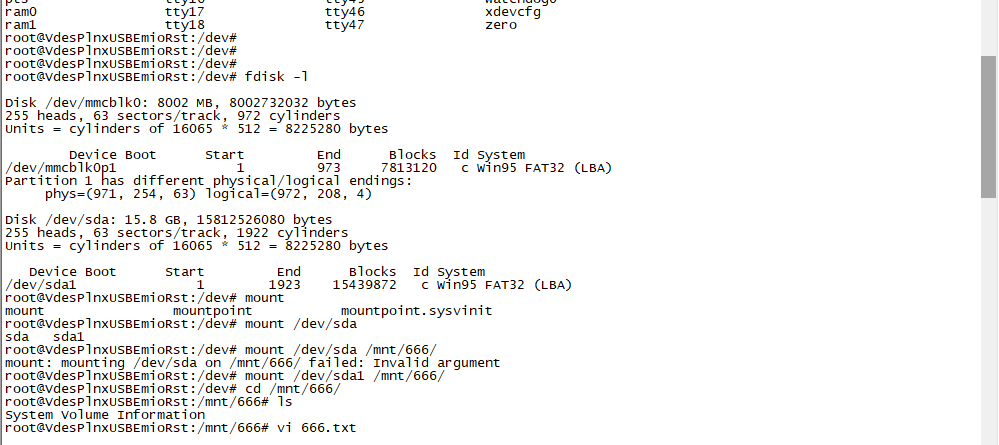 pts tty16 tty45 watchdog0
ram0 tty17 tty46 xdevcfg
ram1 tty18 tty47 zero
root@VdesPlnxUSBEmioRst:/dev#
root@VdesPlnxUSBEmioRst:/dev#
root@VdesPlnxUSBEmioRst:/dev#
root@VdesPlnxUSBEmioRst:/dev# fdisk -l
Disk /dev/mmcblk0: 8002 MB, 8002732032 bytes
255 heads, 63 sectors/track, 972 cylinders
Units = cylinders of 16065 * 512 = 8225280 bytes
Device Boot Start End Blocks Id System
/dev/mmcblk0p1 1 973 7813120 c Win95 FAT32 (LBA)
Partition 1 has different physical/logical endings:
phys=(971, 254, 63) logical=(972, 208, 4)
Disk /dev/sda: 15.8 GB, 15812526080 bytes
255 heads, 63 sectors/track, 1922 cylinders
Units = cylinders of 16065 * 512 = 8225280 bytes
Device Boot Start End Blocks Id System
/dev/sda1 1 1923 15439872 c Win95 FAT32 (LBA)
root@VdesPlnxUSBEmioRst:/dev# mount
mount mountpoint mountpoint.sysvinit
root@VdesPlnxUSBEmioRst:/dev# mount /dev/sda
sda sda1
root@VdesPlnxUSBEmioRst:/dev# mount /dev/sda /mnt/666/
mount: mounting /dev/sda on /mnt/666/ failed: Invalid argument
root@VdesPlnxUSBEmioRst:/dev# mount /dev/sda1 /mnt/666/
root@VdesPlnxUSBEmioRst:/dev# cd /mnt/666/
root@VdesPlnxUSBEmioRst:/mnt/666# ls
System Volume Information
root@VdesPlnxUSBEmioRst:/mnt/666# vi 666.txt